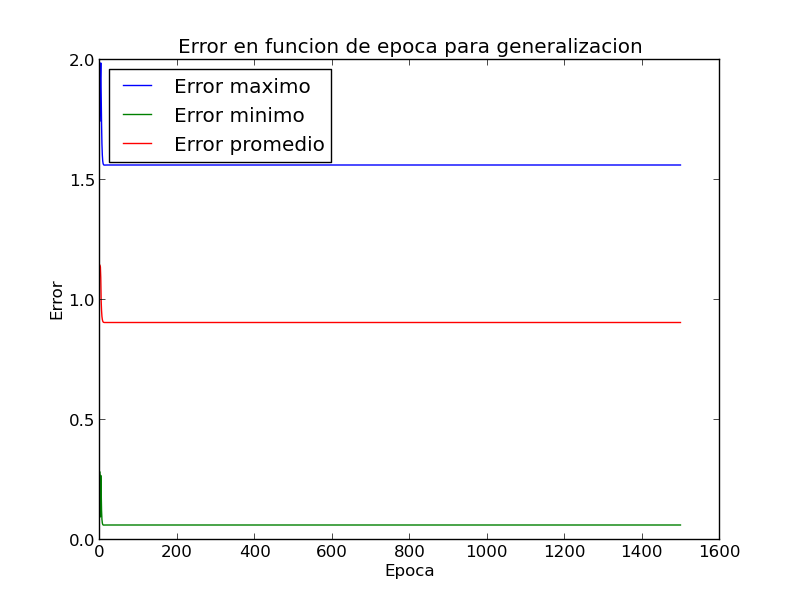 Error en funcion de epoca para generalizacion
2.0
1.5
1.0
0.5
0.0
Error
Error maximo
Error minimo
Error promedio
0 200 400 600 800 1000 1200 1400 1600
Epoca